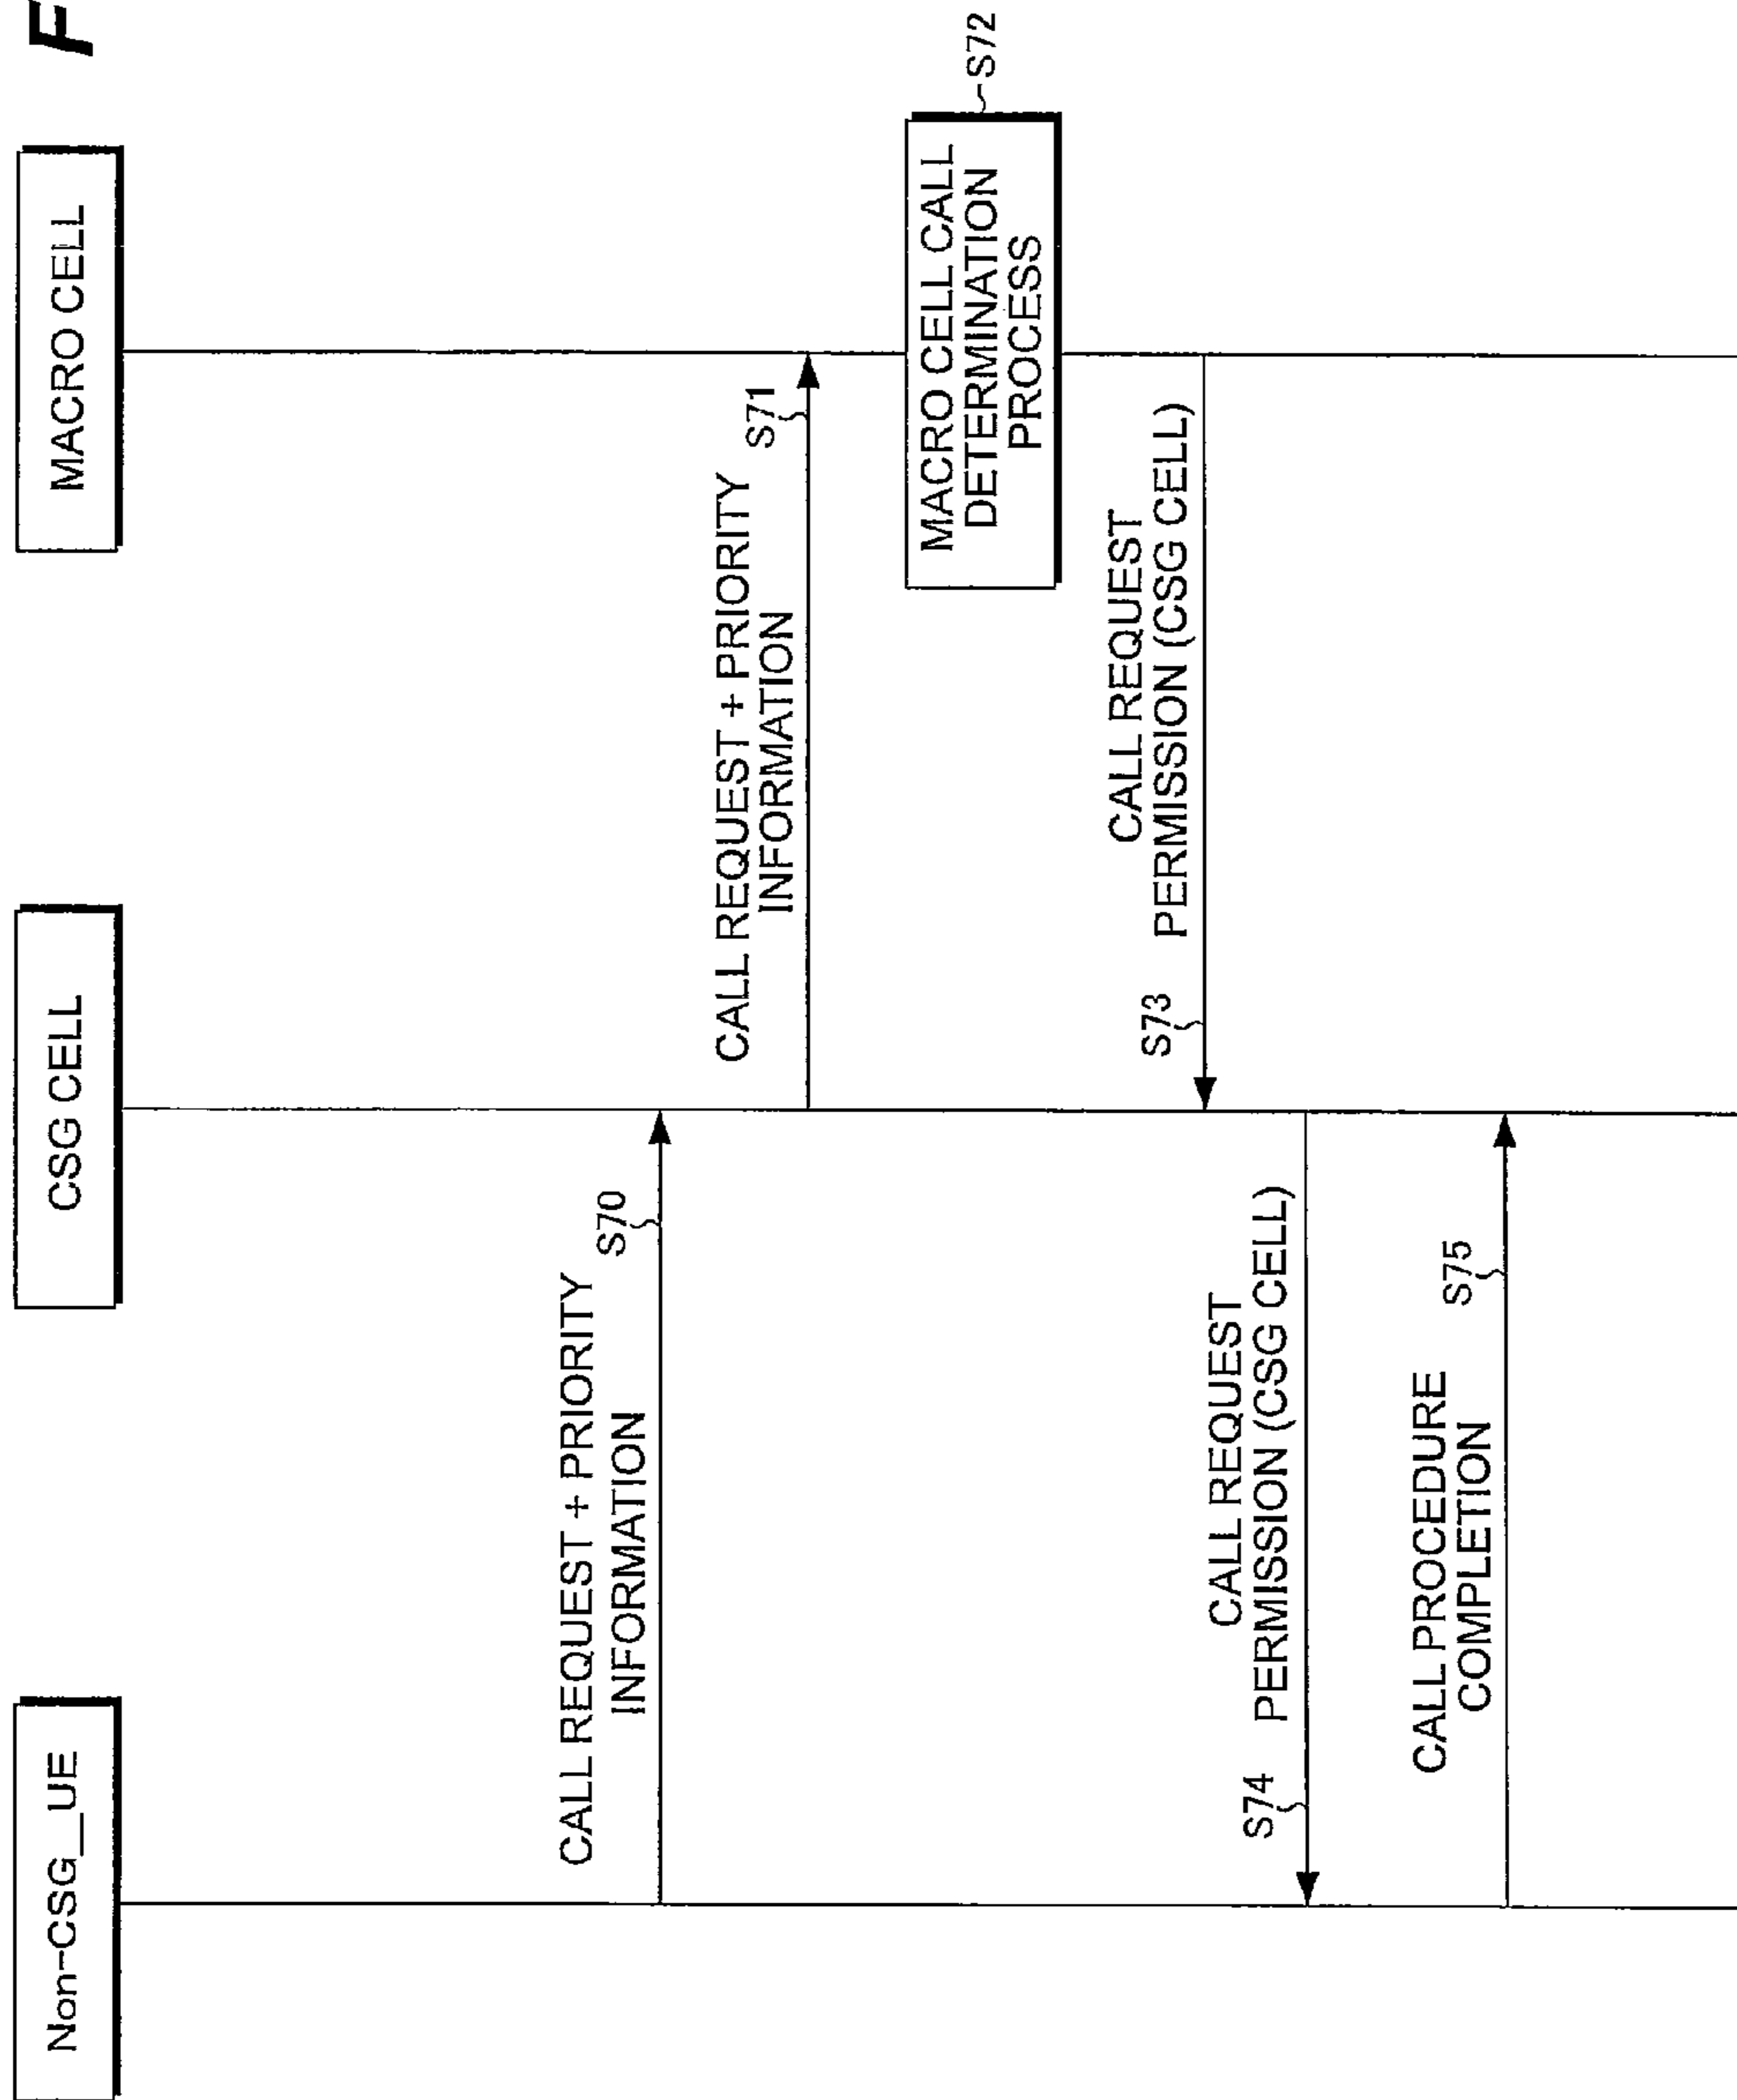 F
Non-CSG_UE
CSG CELL
MACRO CELL
CALL REQUEST + PRIORITY
INFORMATION
S70
CALL REQUEST + PRIORITY
INFORMATION
S71
MACRO CELL CALL
DETERMINATION
PROCESS
S72
CALL REQUEST
PERMISSION (CSG CELL)
S73
CALL REQUEST
PERMISSION (CSG CELL)
S74
CALL PROCEDURE
COMPLETION
S75